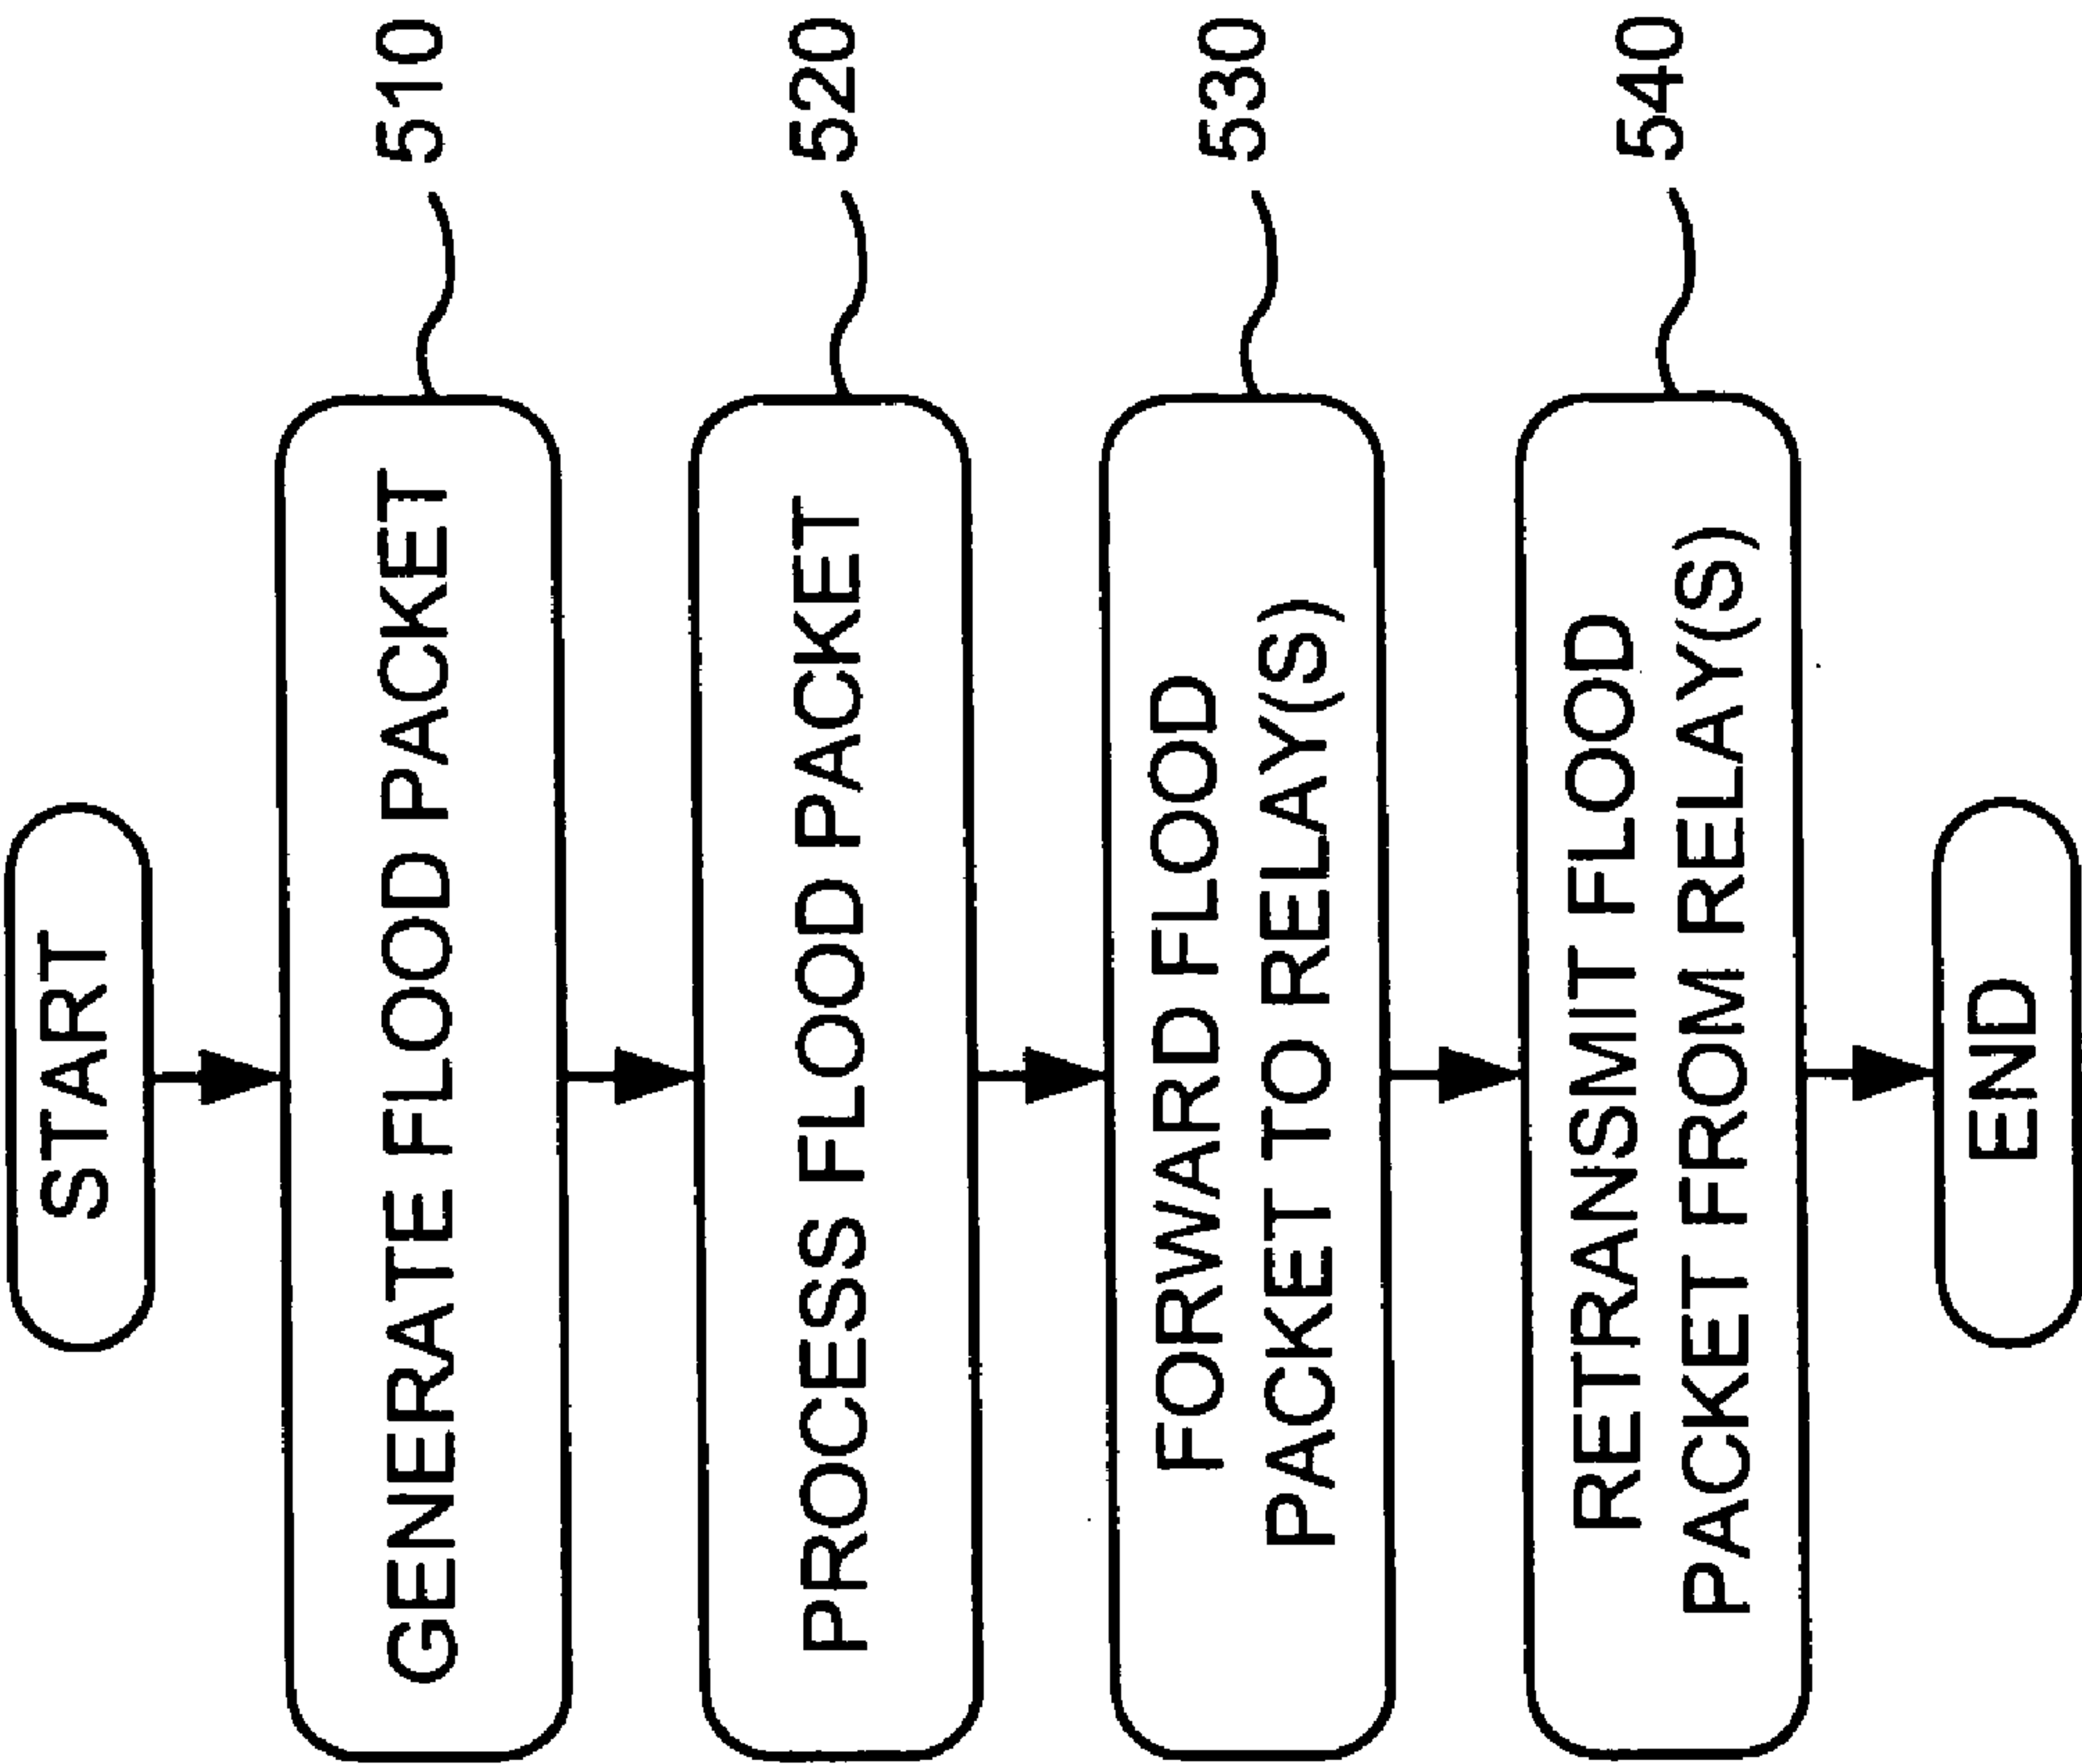 START
GENERATE FLOOD PACKET
510
PROCESS FLOOD PACKET
520
FORWARD FLOOD
PACKET TO RELAY(S)
530
RETRANSMIT FLOOD
PACKET FROM RELAY(S)
540
END